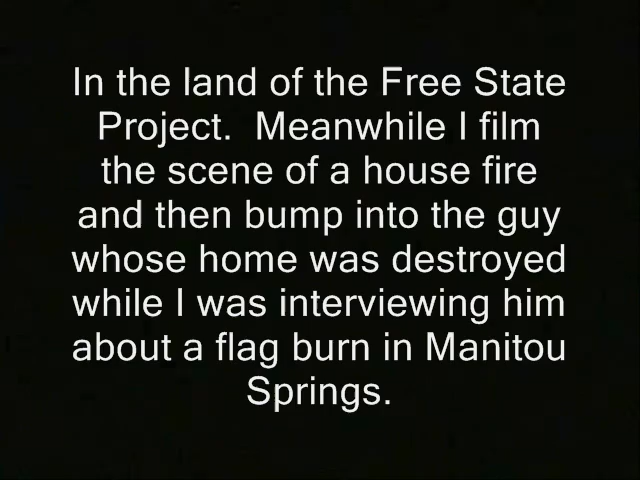 In the land of the Free State
Project.  Meanwhile I film
the scene of a house fire
and then bump into the guy
whose home was destroyed
while I was interviewing him
about a flag burn in Manitou
Springs.